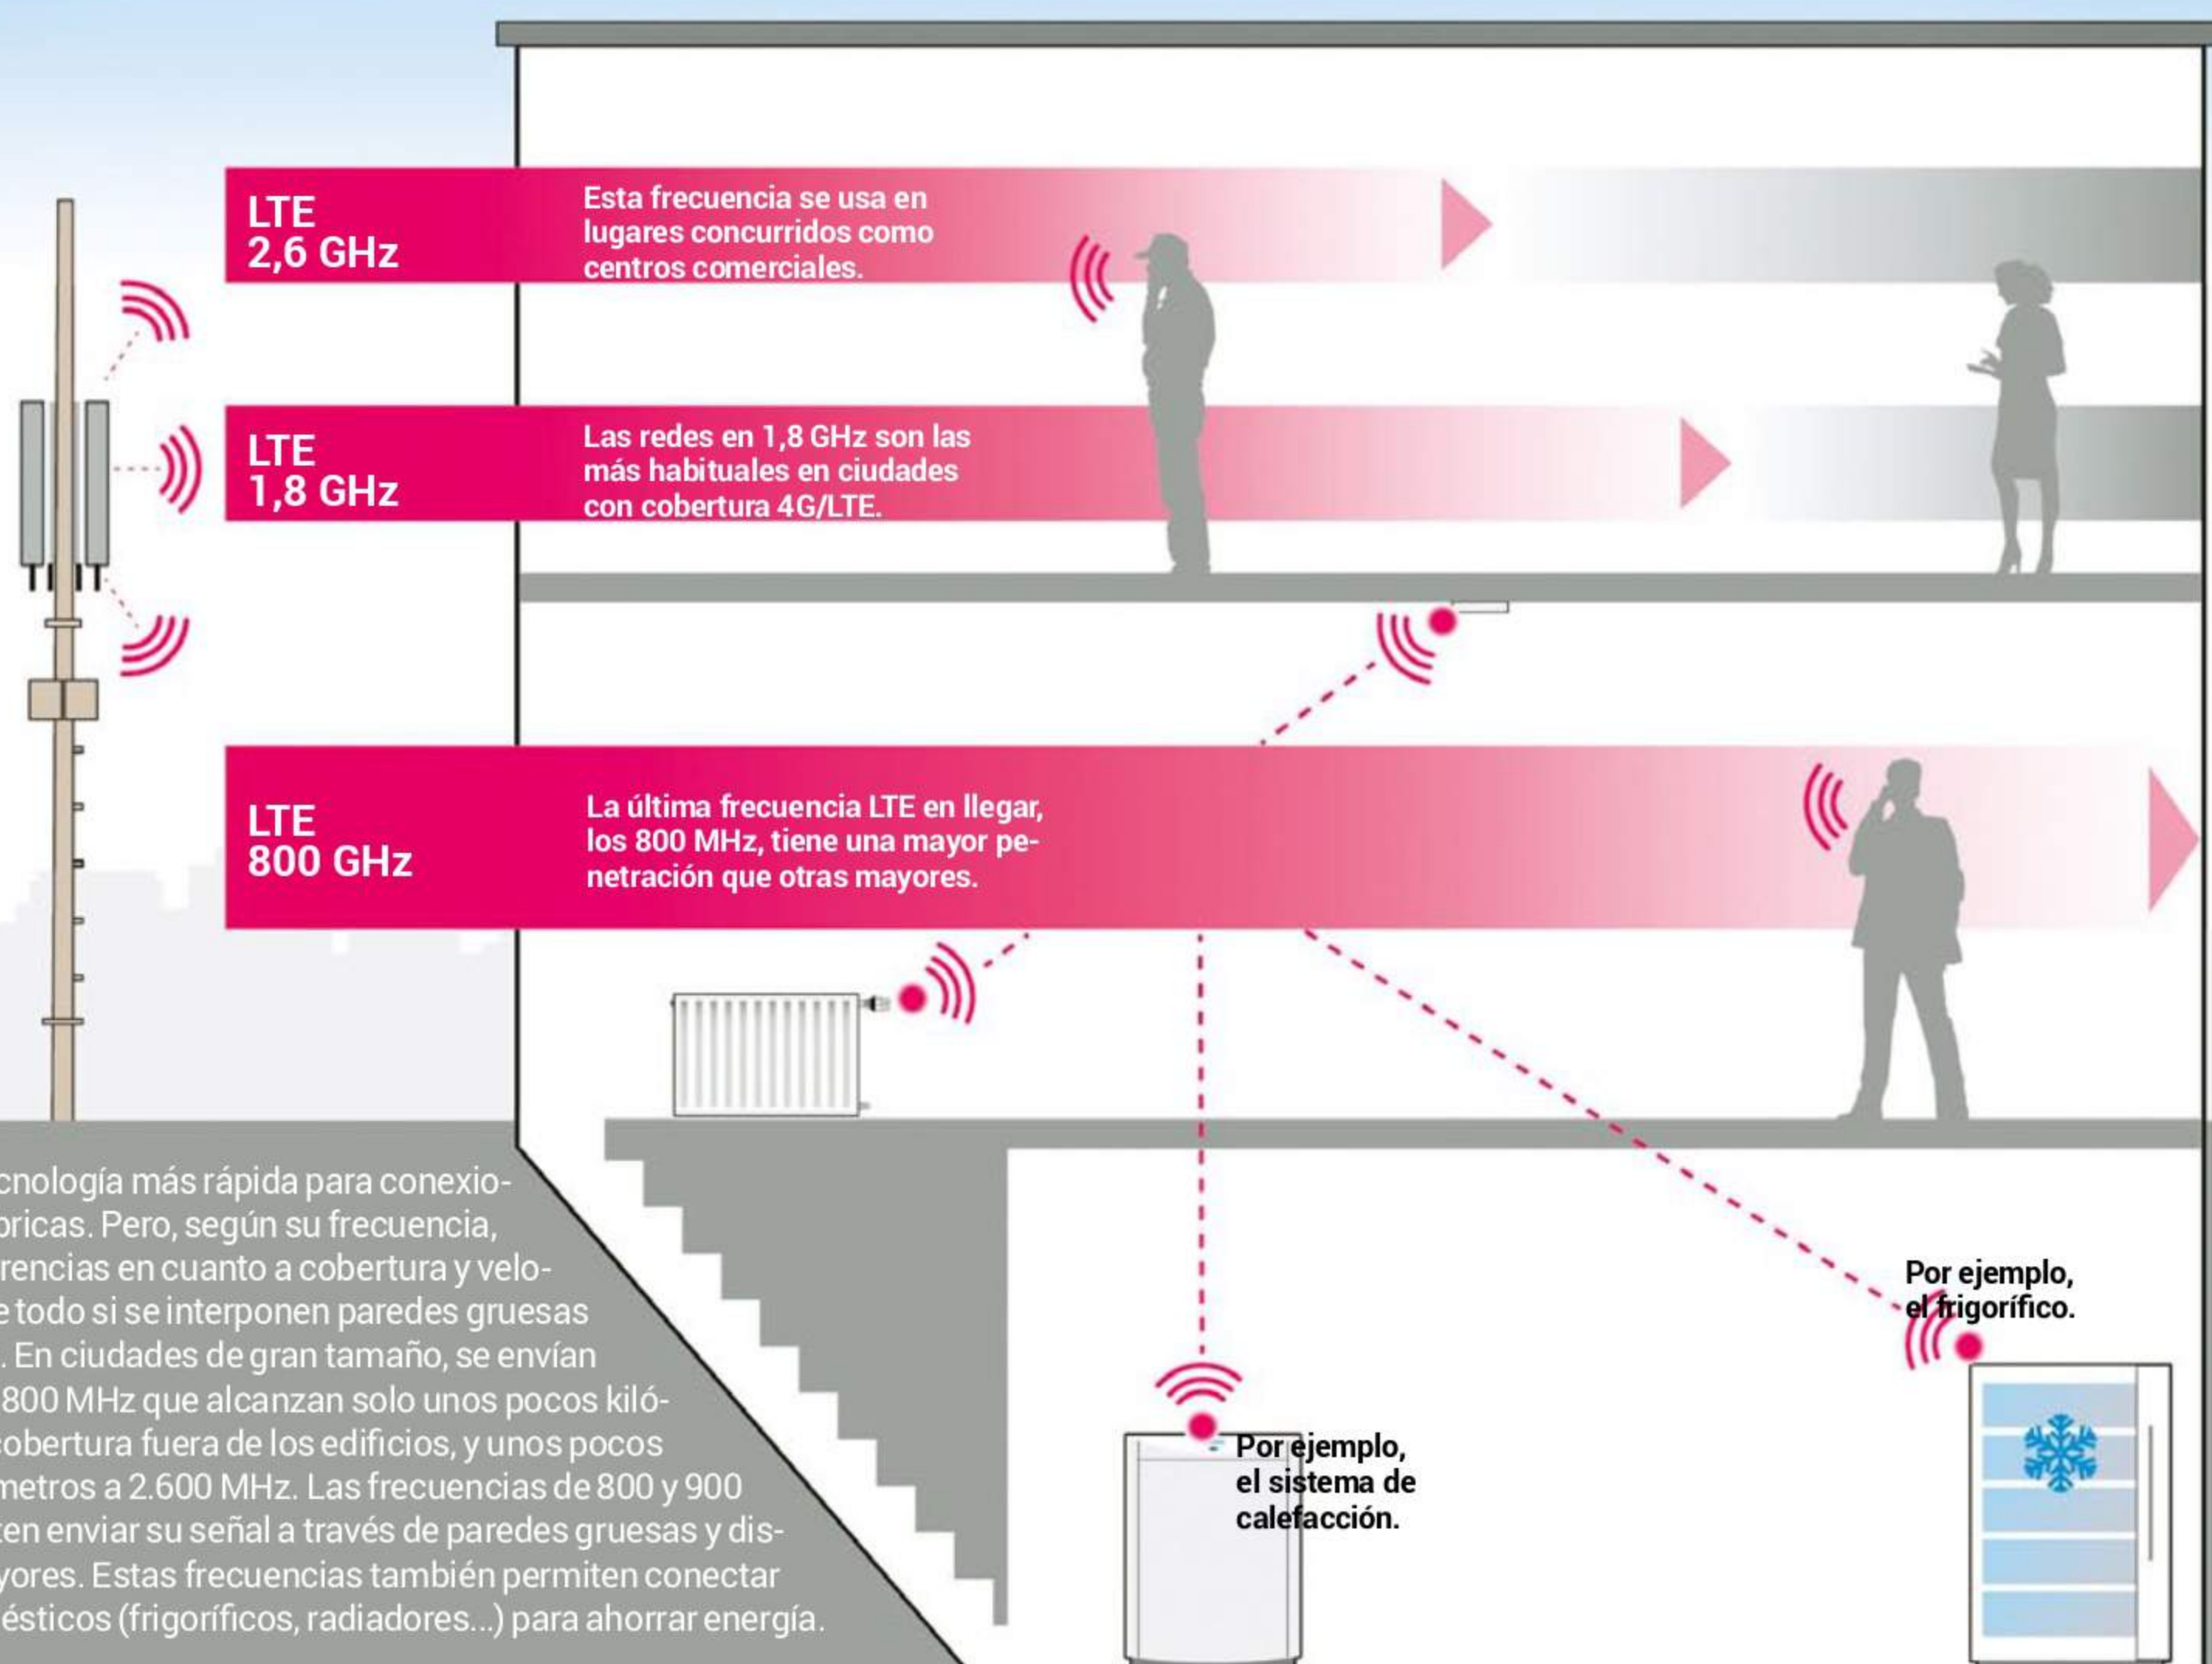 LTE
2,6 GHz
Esta frecuencia se usa en
lugares concurridos como
centros comerciales.
LTE
1,8 GHz
Las redes en 1,8 GHz son las
más habituales en ciudades
con cobertura 4G/LTE.
LTE
800 GHz
La última frecuencia LTE en llegar,
los 800 MHz, tiene una mayor pe-
netración que otras mayores.
más rápida para conexio-
Pero, según su frecuencia,
en cuanto a cobertura y velo-
todo si se interponen paredes gruesas
. En ciudades de gran tamaño, se envían
800 MHz que alcanzan solo unos pocos kiló-
cobertura fuera de los edificios, y unos pocos
metros a 2.600 MHz. Las frecuencias de 800 y 900
enviar su señal a través de paredes gruesas y dis-
Estas frecuencias también permiten conectar
(frigoríficos, radiadores...) para ahorrar energía.
Por ejemplo,
el frigorífico.
Por ejemplo,
el sistema de
calefacción.